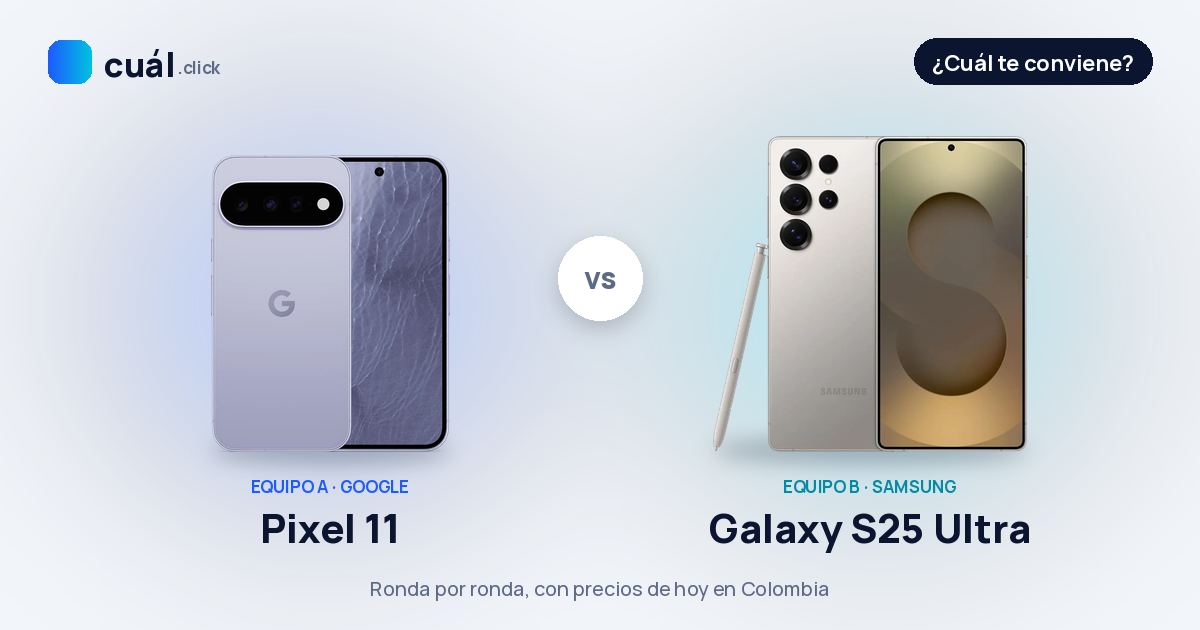 cuál.click
¿Cuál te conviene?
G
SAMSUNG
vs
EQUIPO A · GOOGLE
Pixel 11
EQUIPO B · SAMSUNG
Galaxy S25 Ultra
Ronda por ronda, con precios de hoy en Colombia